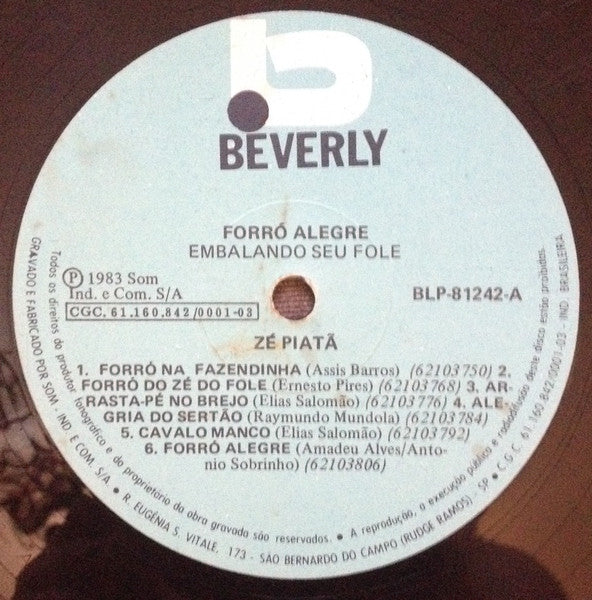 b
BEVERLY
FORRÓ ALEGRE
EMBALANDO SEU FOLE
Ⓟ 1983 Som
Ind. e Com. S/A
CGC. 61.160.842/0001-03
BLP-81242-A
ZÉ PIATÃ
1. FORRÓ NA FAZENDINHA (Assis Barros) (62103750) 2.
FORRÓ DO ZÉ DO FOLE (Ernesto Pires) (62103768) 3. AR-
RASTA-PÉ NO BREJO (Elias Salomão) (62103776) 4. ALE-
GRIA DO SERTÃO (Raymundo Mundola) (62103784)
5. CAVALO MANCO (Elias Salomão) (62103792)
6. FORRÓ ALEGRE (Amadeu Alves/Anto-
nio Sobrinho) (62103806)
Todos os direitos do produtor fonográfico e do proprietário da obra gravada são reservados. • A reprodução, a execução pública e radiodifusão deste disco estão proibidas.
GRAVADO E FABRICADO POR SOM - IND E COM. S/A. • R. EUGÊNIA S. VITALE, 173 - SÃO BERNARDO DO CAMPO (RUDGE RAMOS) - SP • C.G.C. 61.160.842.0001-03 - IND. BRASILEIRA